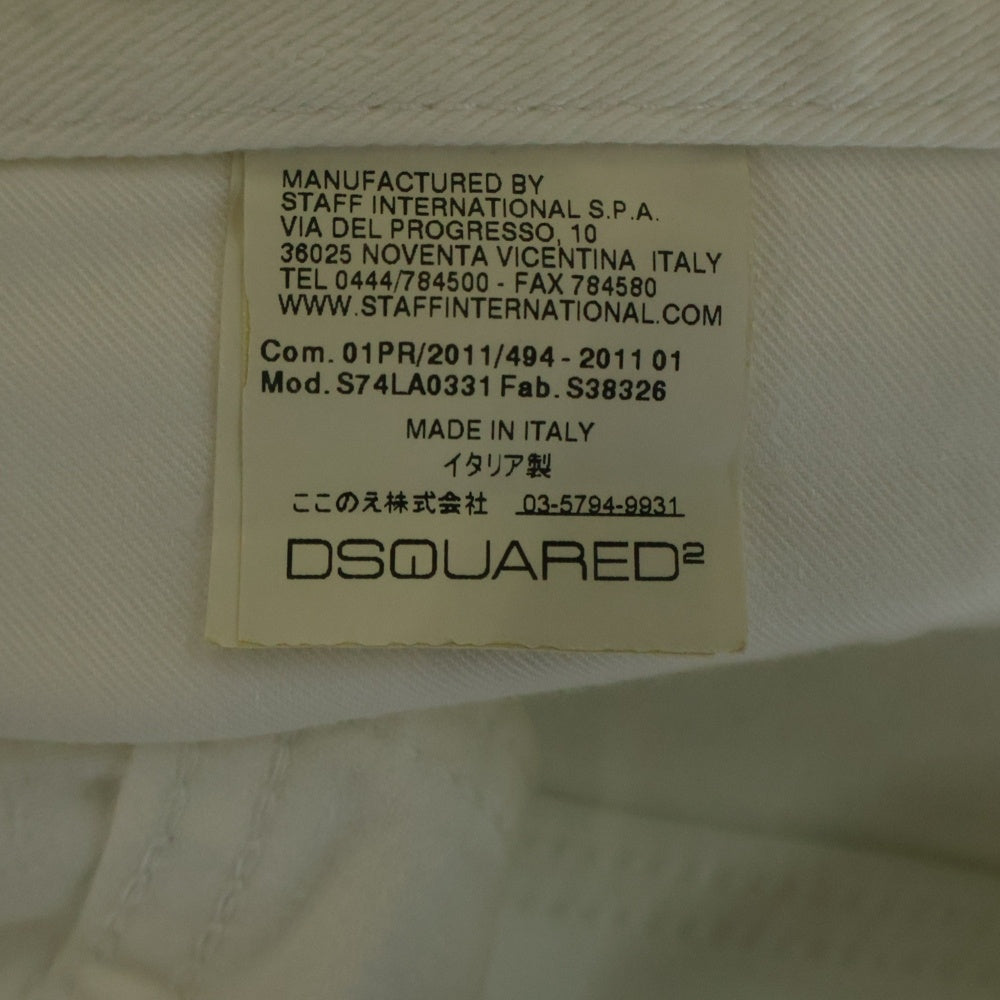 MANUFACTURED BY
STAFF INTERNATIONAL S.P.A.
VIA DEL PROGRESSO, 10
36025 NOVENTA VICENTINA ITALY
TEL 0444/784500 - FAX 784580
WWW.STAFFINTERNATIONAL.COM
Com. 01PR/2011/494 - 2011 01
Mod. S74LA0331 Fab. S38326
MADE IN ITALY
イタリア製
ここのえ株式会社 03-5794-9931
DSQUARED²